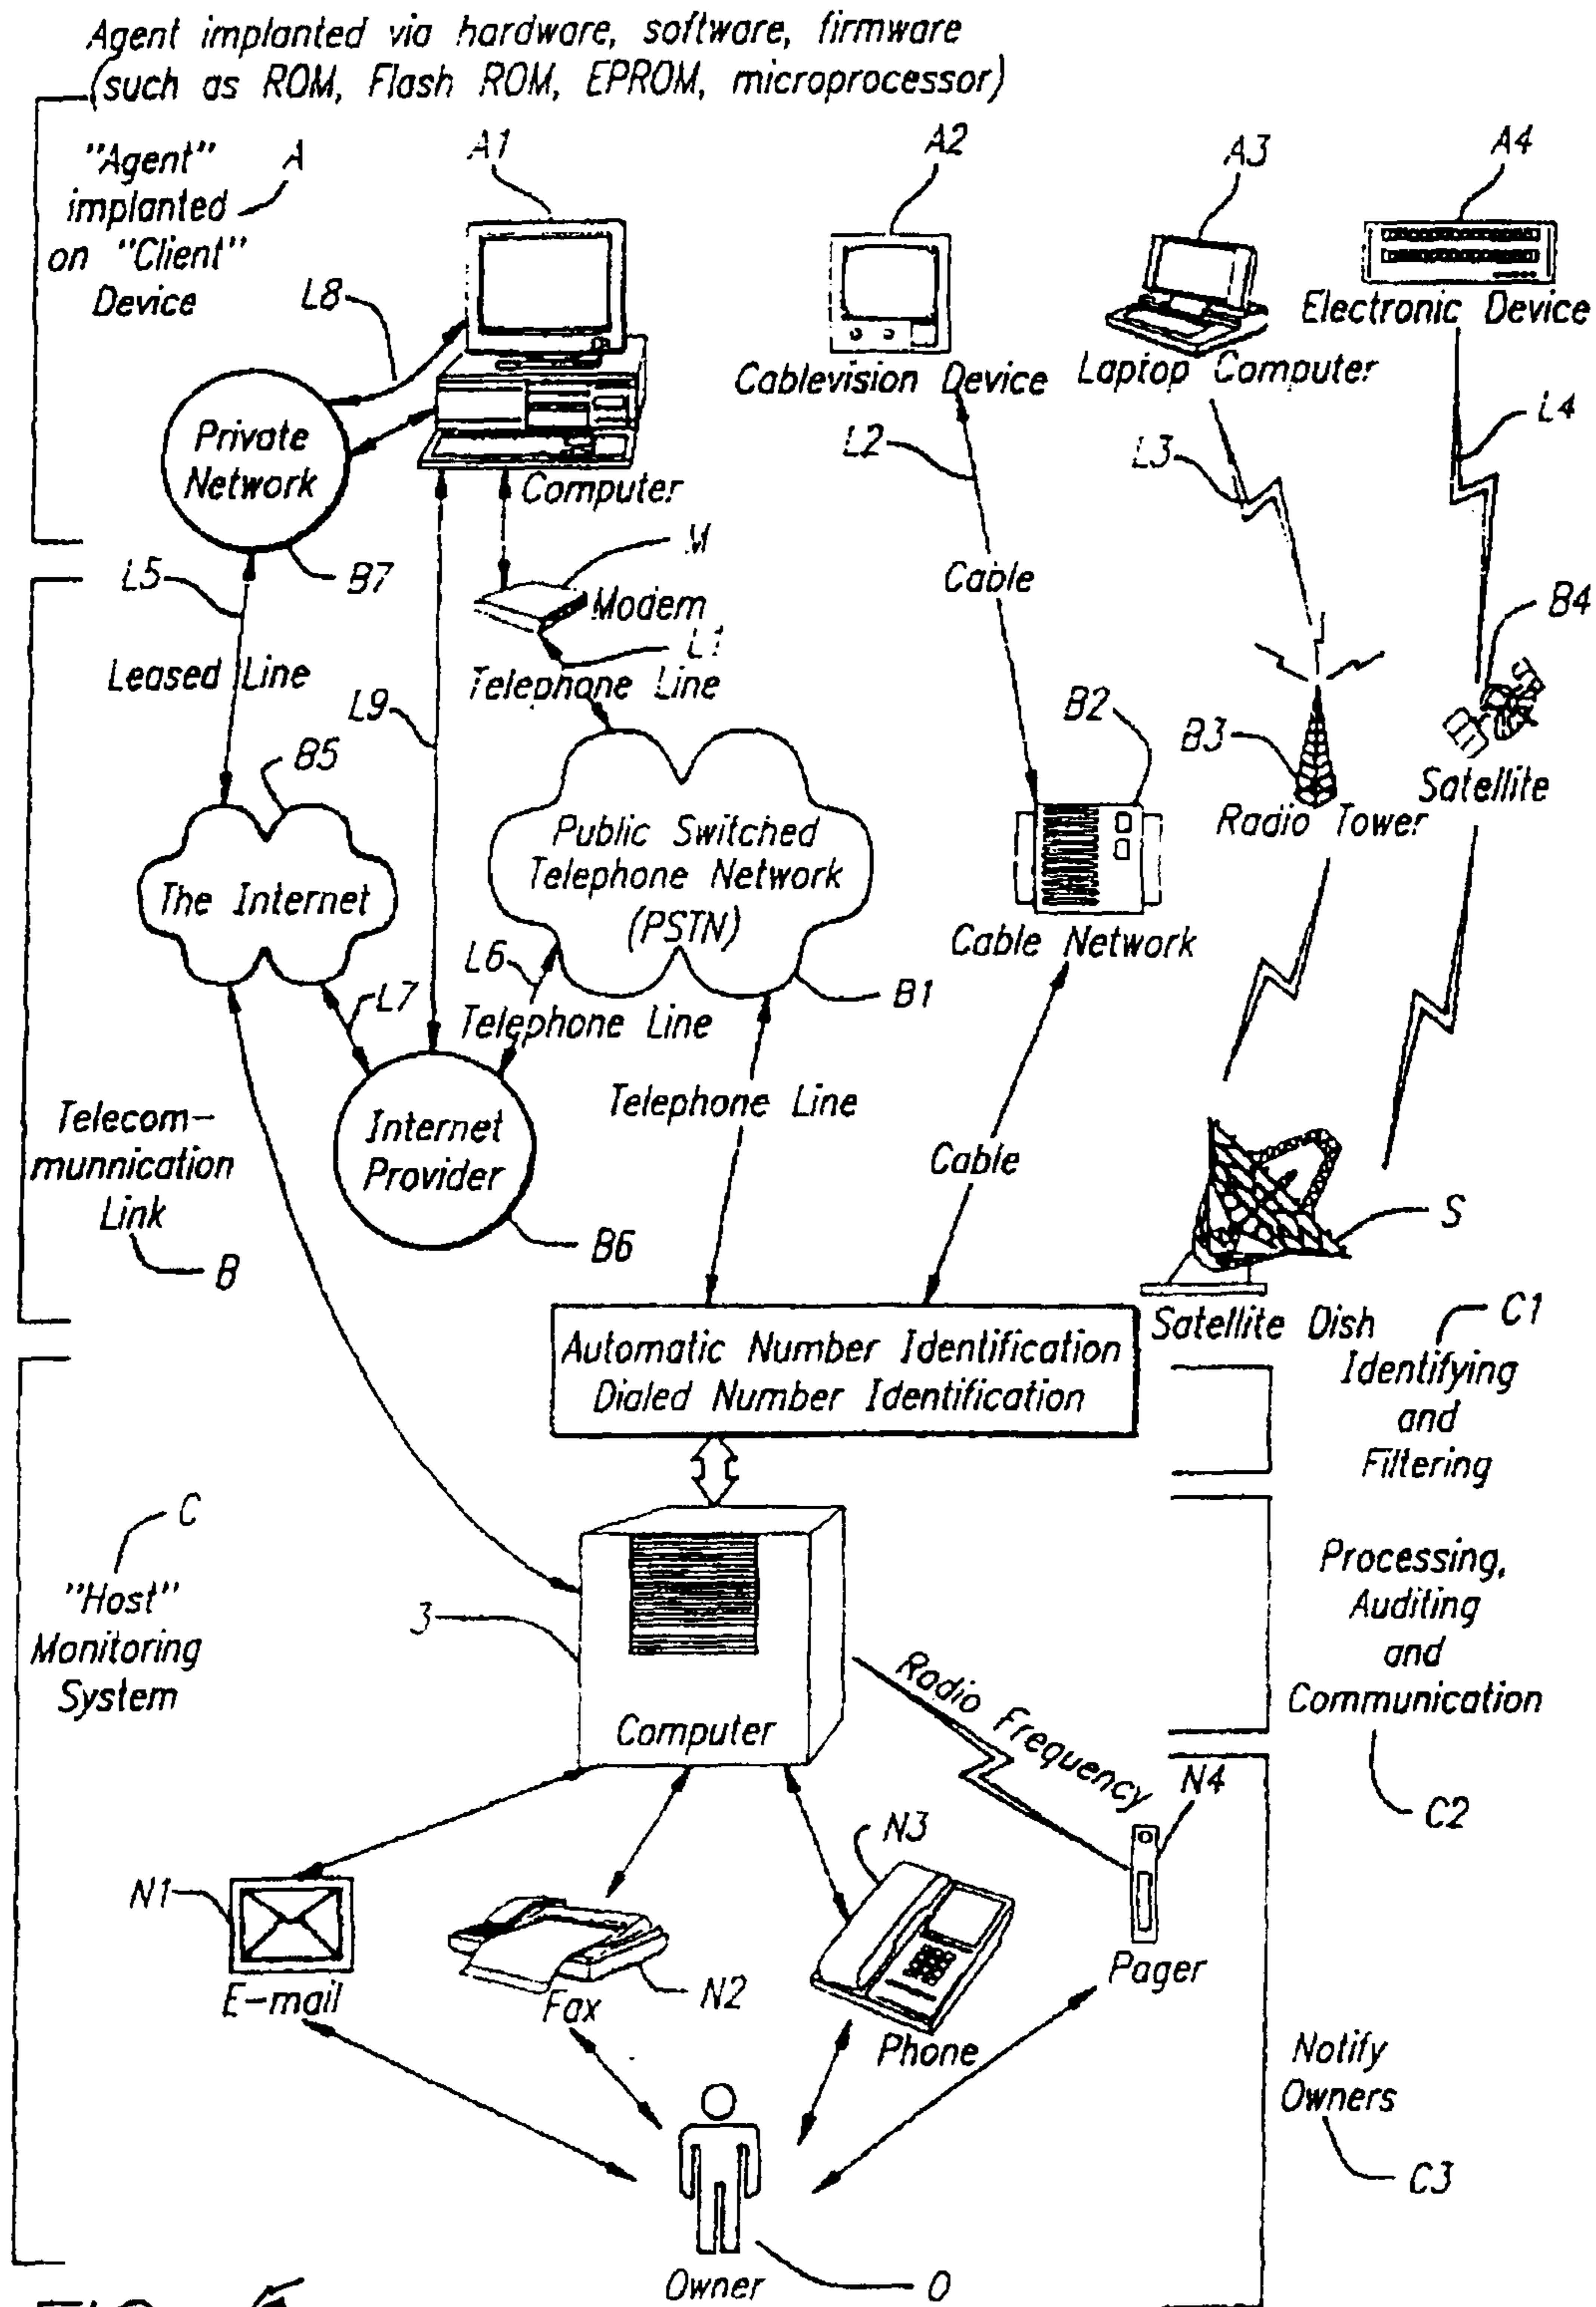 Agent implanted via hardware, software, firmware
(such as ROM, Flash ROM, EPROM, microprocessor)
"Agent"
implanted
on "Client"
Device
A
A1
A2
A3
A4
L8
Electronic Device
Cablevision Device
Laptop Computer
Private
Network
Computer
L2
L3
L4
L5
B7
M
Modem
Cable
B4
L1
Leased Line
Telephone Line
L9
B2
B3
B5
Satellite
Radio Tower
Public Switched
Telephone Network
(PSTN)
The Internet
Cable Network
L6
L7
B1
Telephone Line
Telephone Line
Internet
Provider
Cable
Telecom-
munnication
Link
B
B6
S
Satellite Dish
C1
Automatic Number Identification
Dialed Number Identification
Identifying
and
Filtering
C
"Host"
Monitoring
System
3
Computer
Processing,
Auditing
and
Communication
Radio Frequency
N4
C2
N3
N1
Pager
E-mail
Fax
N2
Phone
Notify
Owners
C3
Owner
O